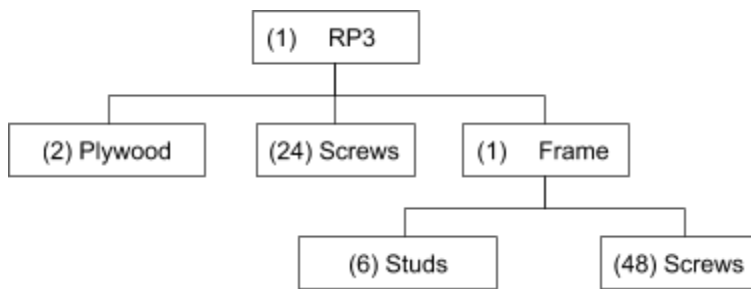 (1) RP3
(2) Plywood
(24) Screws
(1) Frame
(6) Studs
(48) Screws